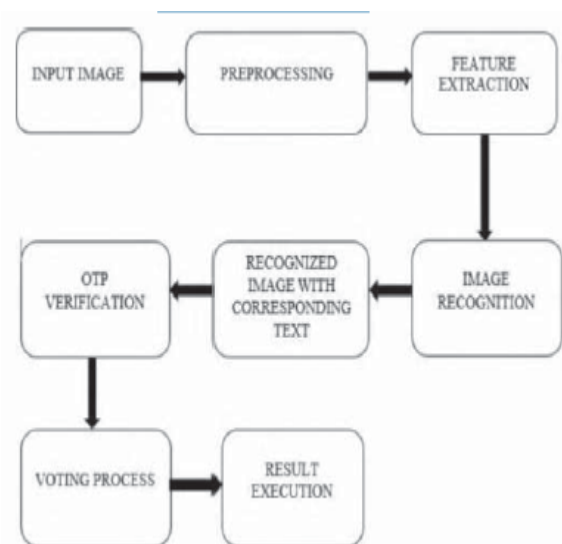 INPUT IMAGE
PREPROCESSING
FEATURE
EXTRACTION
IMAGE
RECOGNITION
RECOGNIZED
IMAGE WITH
CORRESPONDING
TEXT
OTP
VERIFICATION
VOTING PROCESS
RESULT
EXECUTION